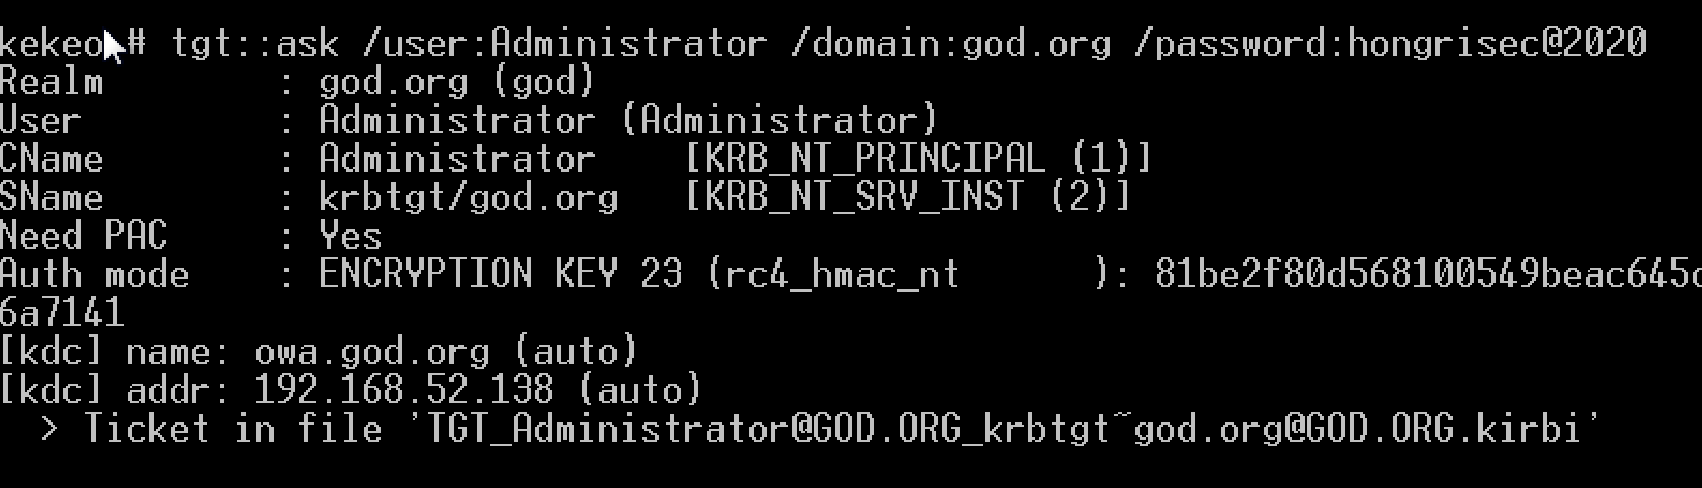 kekeo # tgt::ask /user:Administrator /domain:god.org /password:hongrisec@2020
Realm : god.org (god)
User : Administrator (Administrator)
CName : Administrator [KRB_NT_PRINCIPAL (1)]
SName : krbtgt/god.org [KRB_NT_SRV_INST (2)]
Need PAC : Yes
Auth mode : ENCRYPTION KEY 23 (rc4_hmac_nt ): 81be2f80d568100549beac645d
6a7141
[kdc] name: owa.god.org (auto)
[kdc] addr: 192.168.52.138 (auto)
> Ticket in file 'TGT_Administrator@GOD.ORG_krbtgt~god.org@GOD.ORG.kirbi'